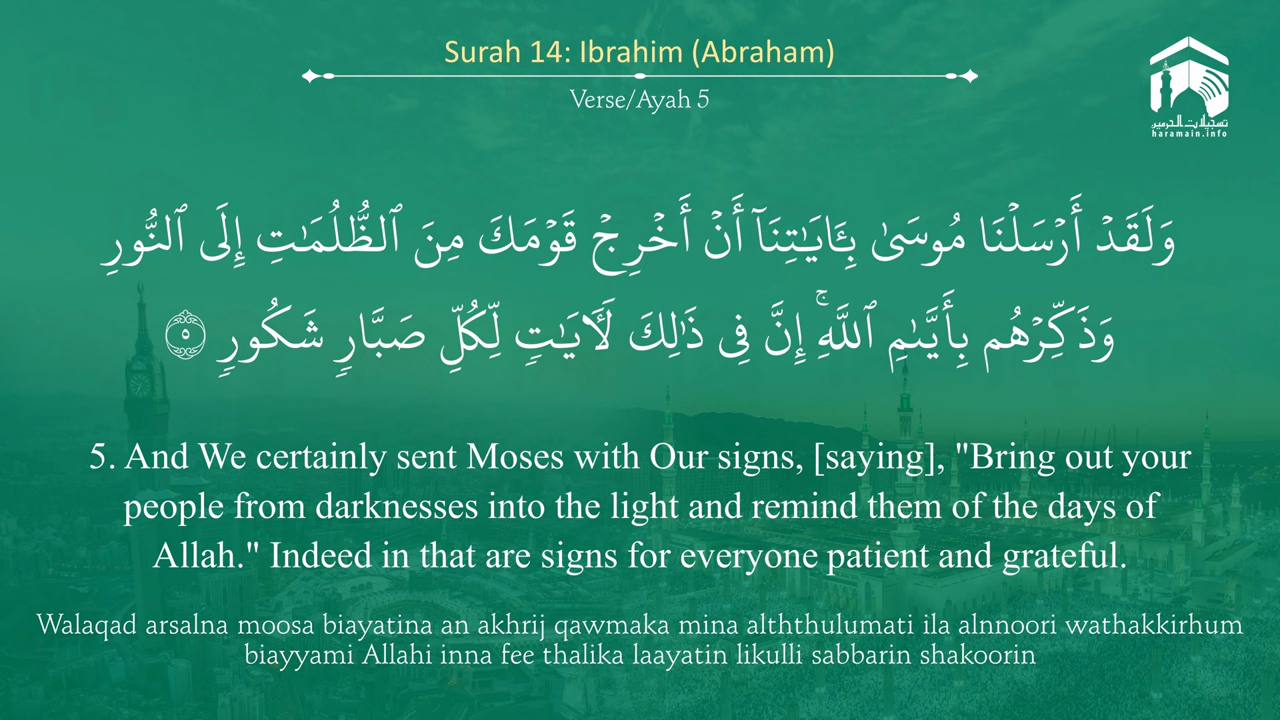 Surah 14: Ibrahim (Abraham)
Verse/Ayah 5
تسجيلات الحرمين
haramain.info
وَلَقَدۡ أَرۡسَلۡنَا مُوسَىٰ بِـَٔايَٰتِنَآ أَنۡ أَخۡرِجۡ قَوۡمَكَ مِنَ ٱلظُّلُمَٰتِ إِلَى ٱلنُّورِ
وَذَكِّرۡهُم بِأَيَّىٰمِ ٱللَّهِۚ إِنَّ فِي ذَٰلِكَ لَأٓيَٰتٖ لِّكُلِّ صَبَّارٖ شَكُورٖ ٥
5. And We certainly sent Moses with Our signs, [saying], "Bring out your
people from darknesses into the light and remind them of the days of
Allah." Indeed in that are signs for everyone patient and grateful.
Walaqad arsalna moosa biayatina an akhrij qawmaka mina alththulumati ila alnnoori wathakkirhum
biayyami Allahi inna fee thalika laayatin likulli sabbarin shakoorin